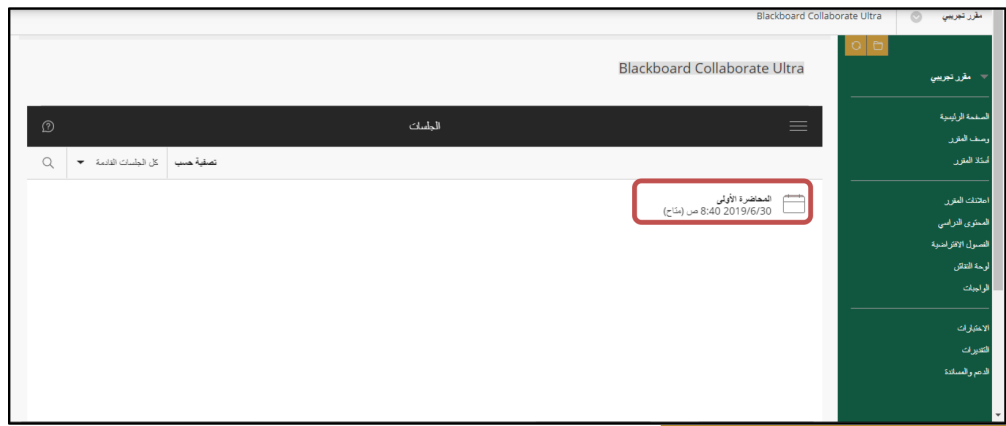 مقرر تجريبي
Blackboard Collaborate Ultra
مقرر تجريبي
الصفحة الرئيسية
وصف المقرر
أستاذ المقرر
اعلانات المقرر
المحتوى الدراسي
الفصول الافتراضية
لوحة النقاش
الواجبات
الاختبارات
التقديرات
الدعم والمساندة
Blackboard Collaborate Ultra
الجلسات
تصفية حسب كل الجلسات القادمة
المحاضرة الأولى
2019/6/30 8:40 ص (متاح)